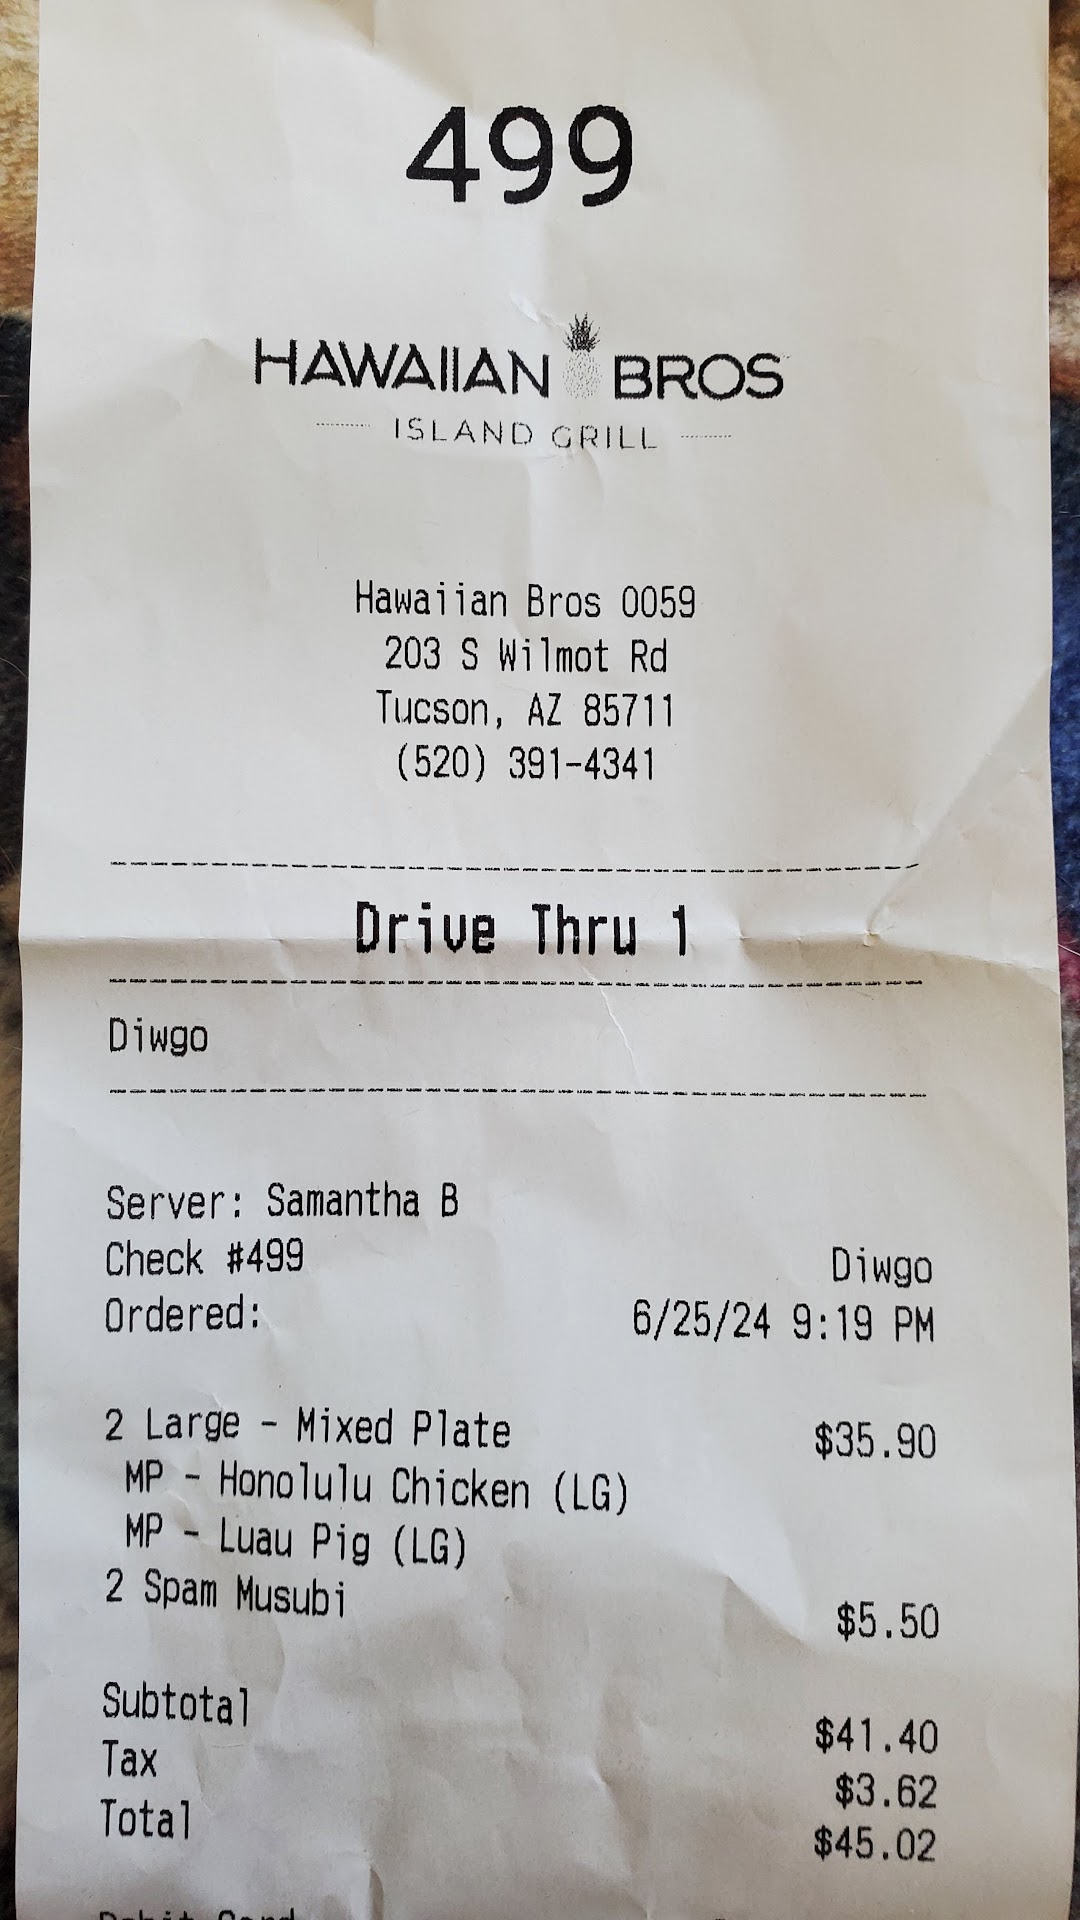 499
HAWAIIAN BROS
ISLAND GRILL
Hawaiian Bros 0059
203 S Wilmot Rd
Tucson, AZ 85711
(520) 391-4341
Drive Thru 1
Diwgo
Server: Samantha B
Check #499 Diwgo
Ordered: 6/25/24 9:19 PM
2 Large - Mixed Plate $35.90
MP - Honolulu Chicken (LG)
MP - Luau Pig (LG)
2 Spam Musubi $5.50
Subtotal $41.40
Tax $3.62
Total $45.02
Debit Card